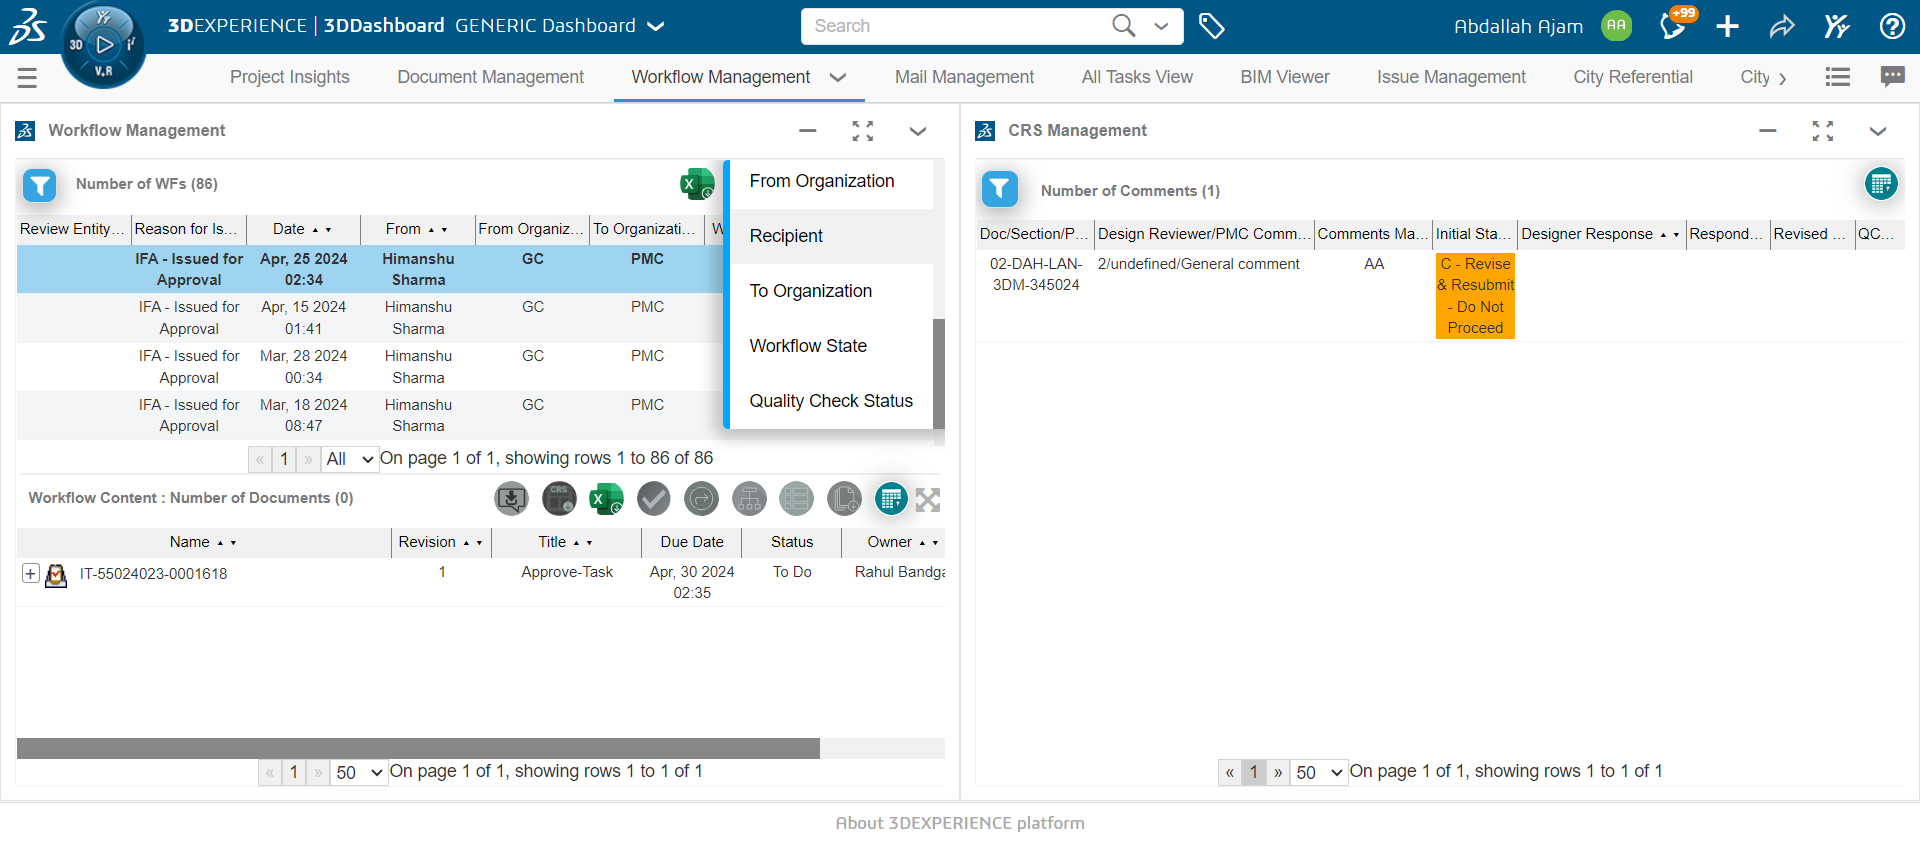 3DEXPERIENCE | 3DDashboard GENERIC Dashboard
Search
Abdallah Ajam
AA
+99
3D
V.R
Project Insights
Document Management
Workflow Management
Mail Management
All Tasks View
BIM Viewer
Issue Management
City Referential
City
Workflow Management
Number of WFs (86)
Review Entity...
Reason for Is...
Date
From
From Organiz...
To Organizati...
W
IFA - Issued for Approval
Apr, 25 2024 02:34
Himanshu Sharma
GC
PMC
IFA - Issued for Approval
Apr, 15 2024 01:41
Himanshu Sharma
GC
PMC
IFA - Issued for Approval
Mar, 28 2024 00:34
Himanshu Sharma
GC
PMC
IFA - Issued for Approval
Mar, 18 2024 08:47
Himanshu Sharma
GC
PMC
From Organization
Recipient
To Organization
Workflow State
Quality Check Status
« 1 » All On page 1 of 1, showing rows 1 to 86 of 86
Workflow Content : Number of Documents (0)
CRS
Name
Revision
Title
Due Date
Status
Owner
IT-55024023-0001618
1
Approve-Task
Apr, 30 2024 02:35
To Do
Rahul Bandga
« 1 » 50 On page 1 of 1, showing rows 1 to 1 of 1
CRS Management
Number of Comments (1)
Doc/Section/P...
Design Reviewer/PMC Comm...
Comments Ma...
Initial Sta...
Designer Response
Respond...
Revised ...
QC...
02-DAH-LAN-3DM-345024
2/undefined/General comment
AA
C - Revise & Resubmit - Do Not Proceed
« 1 » 50 On page 1 of 1, showing rows 1 to 1 of 1
About 3DEXPERIENCE platform